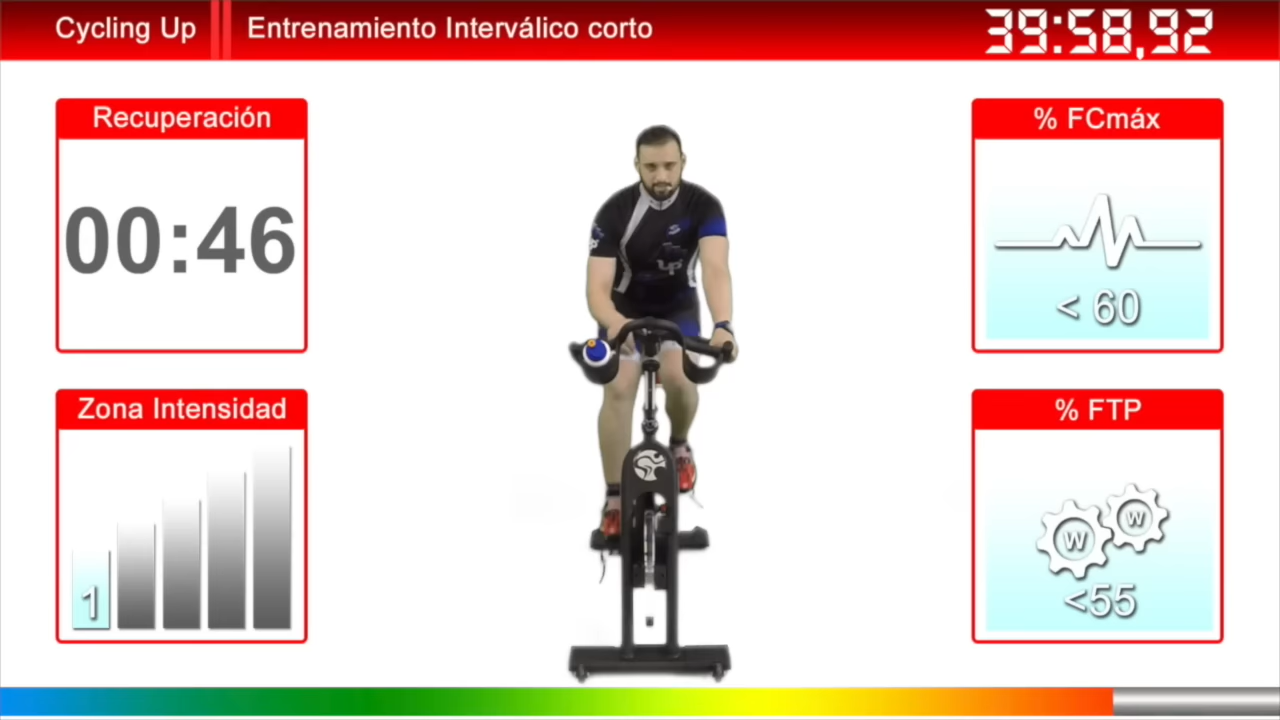 Cycling Up
Entrenamiento Interválico corto
39:58,92
Recuperación
00:46
% FCmáx
< 60
Zona Intensidad
1
% FTP
W
W
<55